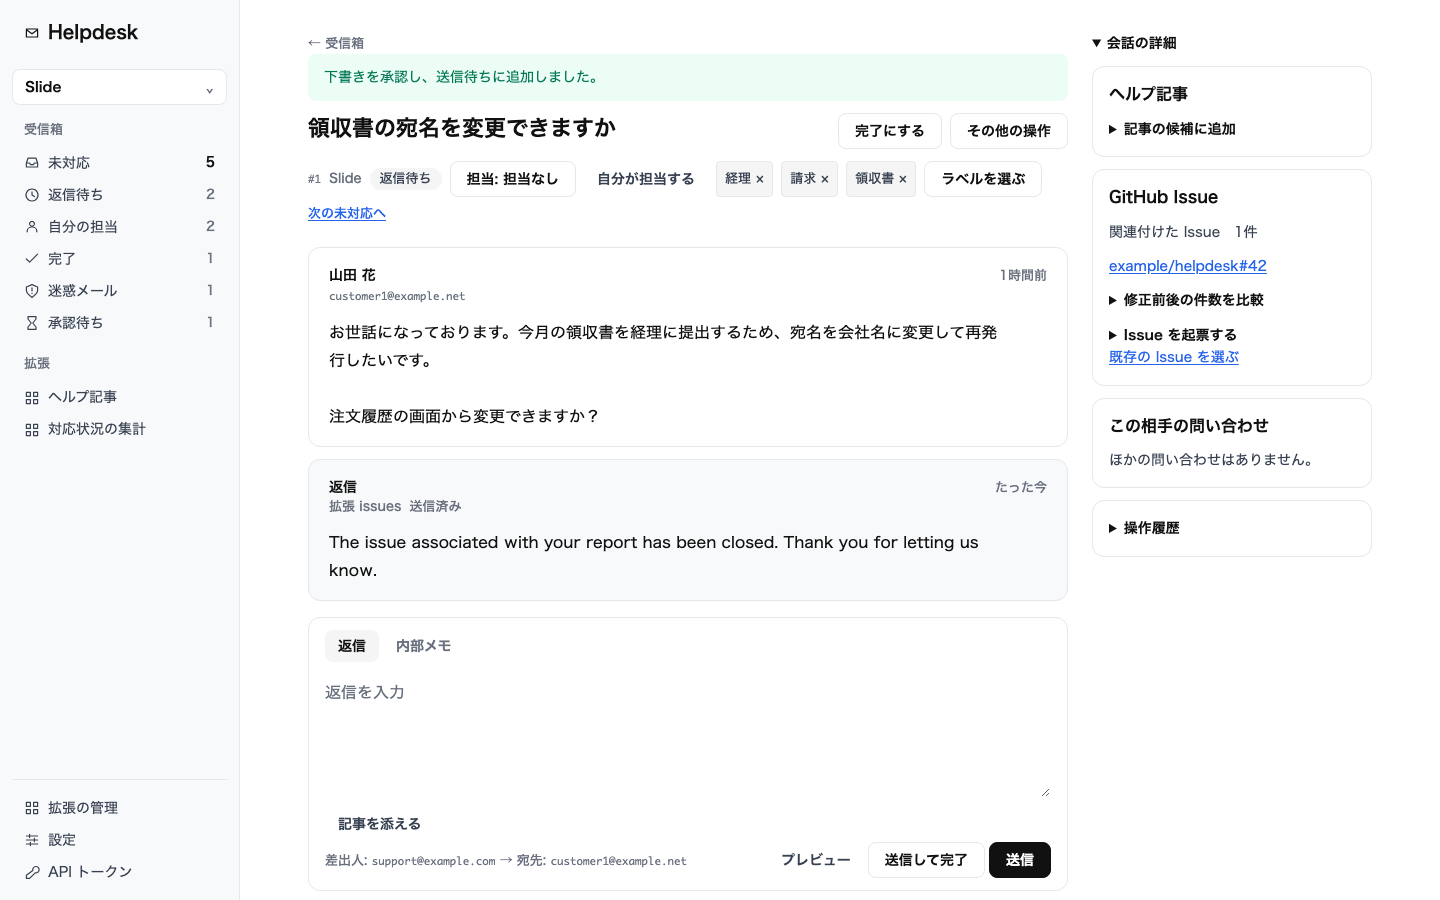 Helpdesk
Slide
受信箱
未対応 5
返信待ち 2
自分の担当 2
完了 1
迷惑メール 1
承認待ち 1
拡張
ヘルプ記事
対応状況の集計
拡張の管理
設定
API トークン
← 受信箱
下書きを承認し、送信待ちに追加しました。
領収書の宛名を変更できますか
完了にする
その他の操作
#1 Slide 返信待ち 担当: 担当なし 自分が担当する 経理 × 請求 × 領収書 × ラベルを選ぶ
次の未対応へ
山田 花 1時間前
customer1@example.net
お世話になっております。今月の領収書を経理に提出するため、宛名を会社名に変更して再発
行したいです。
注文履歴の画面から変更できますか？
返信 たった今
拡張 issues 送信済み
The issue associated with your report has been closed. Thank you for letting us
know.
返信 内部メモ
返信を入力
記事を添える
差出人: support@example.com → 宛先: customer1@example.net
プレビュー
送信して完了
送信
▼ 会話の詳細
ヘルプ記事
▶ 記事の候補に追加
GitHub Issue
関連付けた Issue 1件
example/helpdesk#42
▶ 修正前後の件数を比較
▶ Issue を起票する
既存の Issue を選ぶ
この相手の問い合わせ
ほかの問い合わせはありません。
▶ 操作履歴